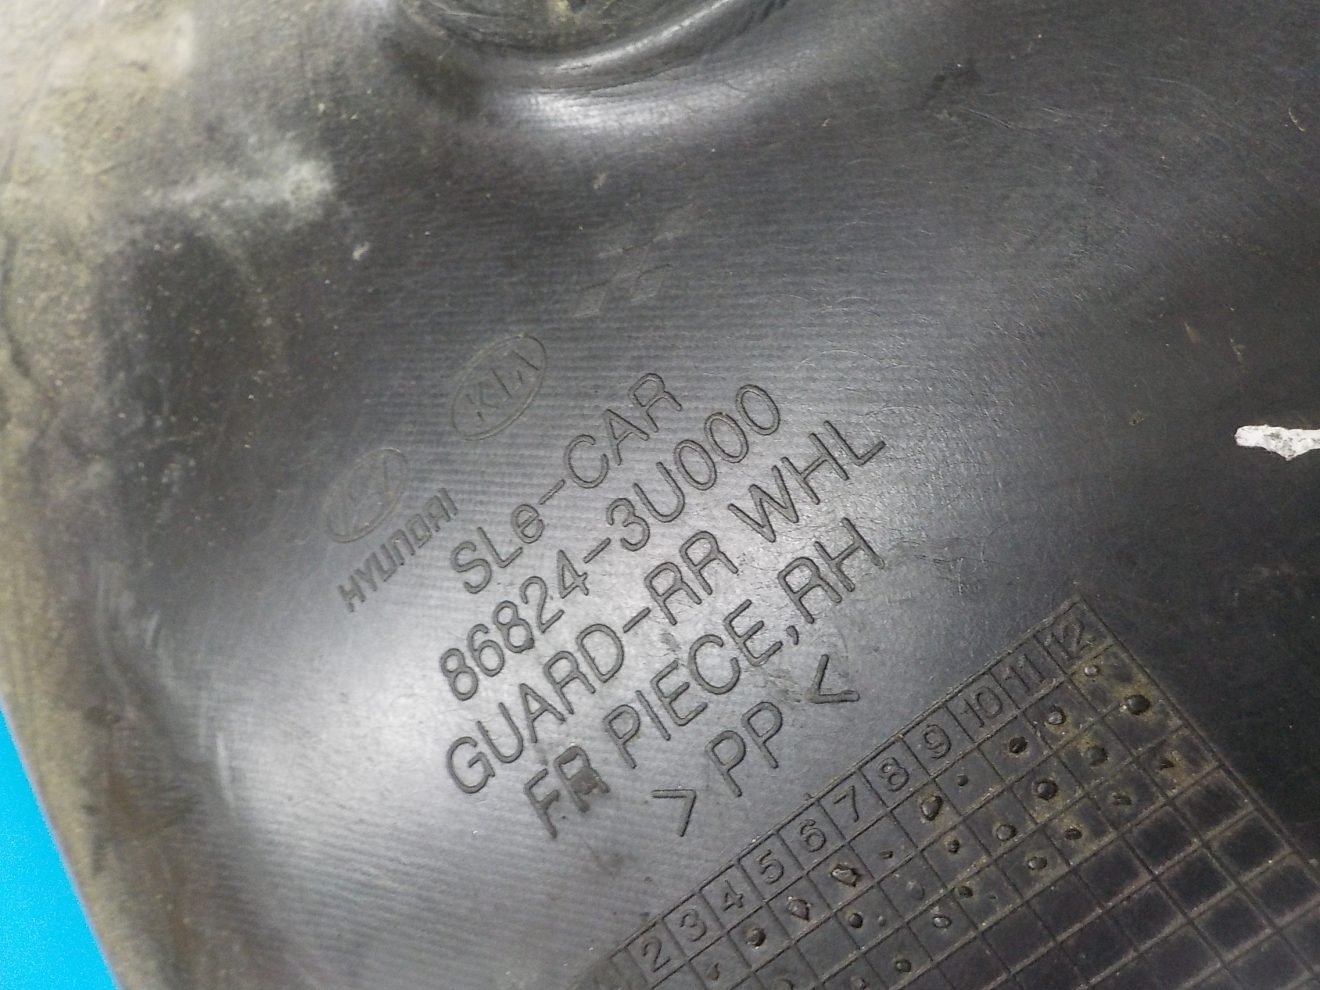 KIA
HYUNDAI
SLe-CAR
86824-3U000
GUARD-RR WHL
FR PIECE,RH
>PP<
2 3 4 5 6 7 8 9 10 11 12